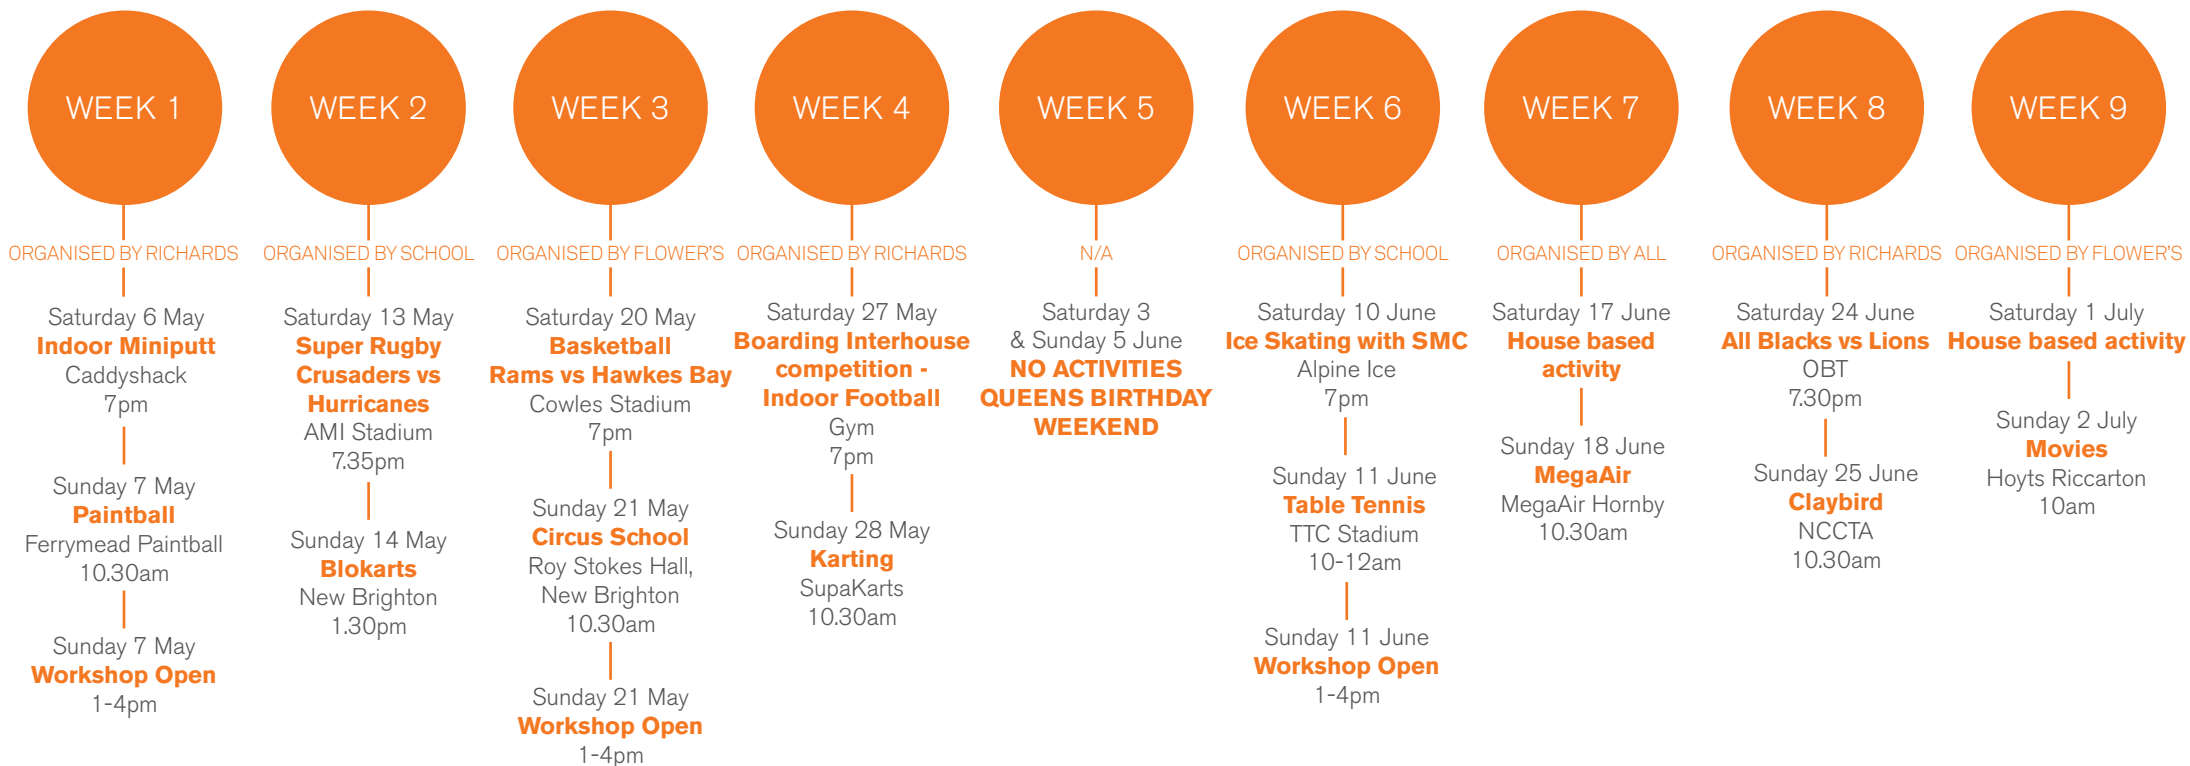 WEEK 1
ORGANISED BY RICHARDS
Saturday 6 May
Indoor Miniputt
Caddyshack
7pm
Sunday 7 May
Paintball
Ferrymead Paintball
10.30am
Sunday 7 May
Workshop Open
1-4pm
WEEK 2
ORGANISED BY SCHOOL
Saturday 13 May
Super Rugby
Crusaders vs
Hurricanes
AMI Stadium
7.35pm
Sunday 14 May
Blokarts
New Brighton
1.30pm
WEEK 3
ORGANISED BY FLOWER'S
Saturday 20 May
Basketball
Rams vs Hawkes Bay
Cowles Stadium
7pm
Sunday 21 May
Circus School
Roy Stokes Hall,
New Brighton
10.30am
Sunday 21 May
Workshop Open
1-4pm
WEEK 4
ORGANISED BY RICHARDS
Saturday 27 May
Boarding Interhouse
competition -
Indoor Football
Gym
7pm
Sunday 28 May
Karting
SupaKarts
10.30am
WEEK 5
N/A
Saturday 3
& Sunday 5 June
NO ACTIVITIES
QUEENS BIRTHDAY
WEEKEND
WEEK 6
ORGANISED BY SCHOOL
Saturday 10 June
Ice Skating with SMC
Alpine Ice
7pm
Sunday 11 June
Table Tennis
TTC Stadium
10-12am
Sunday 11 June
Workshop Open
1-4pm
WEEK 7
ORGANISED BY ALL
Saturday 17 June
House based
activity
Sunday 18 June
MegaAir
MegaAir Hornby
10.30am
WEEK 8
ORGANISED BY RICHARDS
Saturday 24 June
All Blacks vs Lions
OBT
7.30pm
Sunday 25 June
Claybird
NCCTA
10.30am
WEEK 9
ORGANISED BY FLOWER'S
Saturday 1 July
House based activity
Sunday 2 July
Movies
Hoyts Riccarton
10am